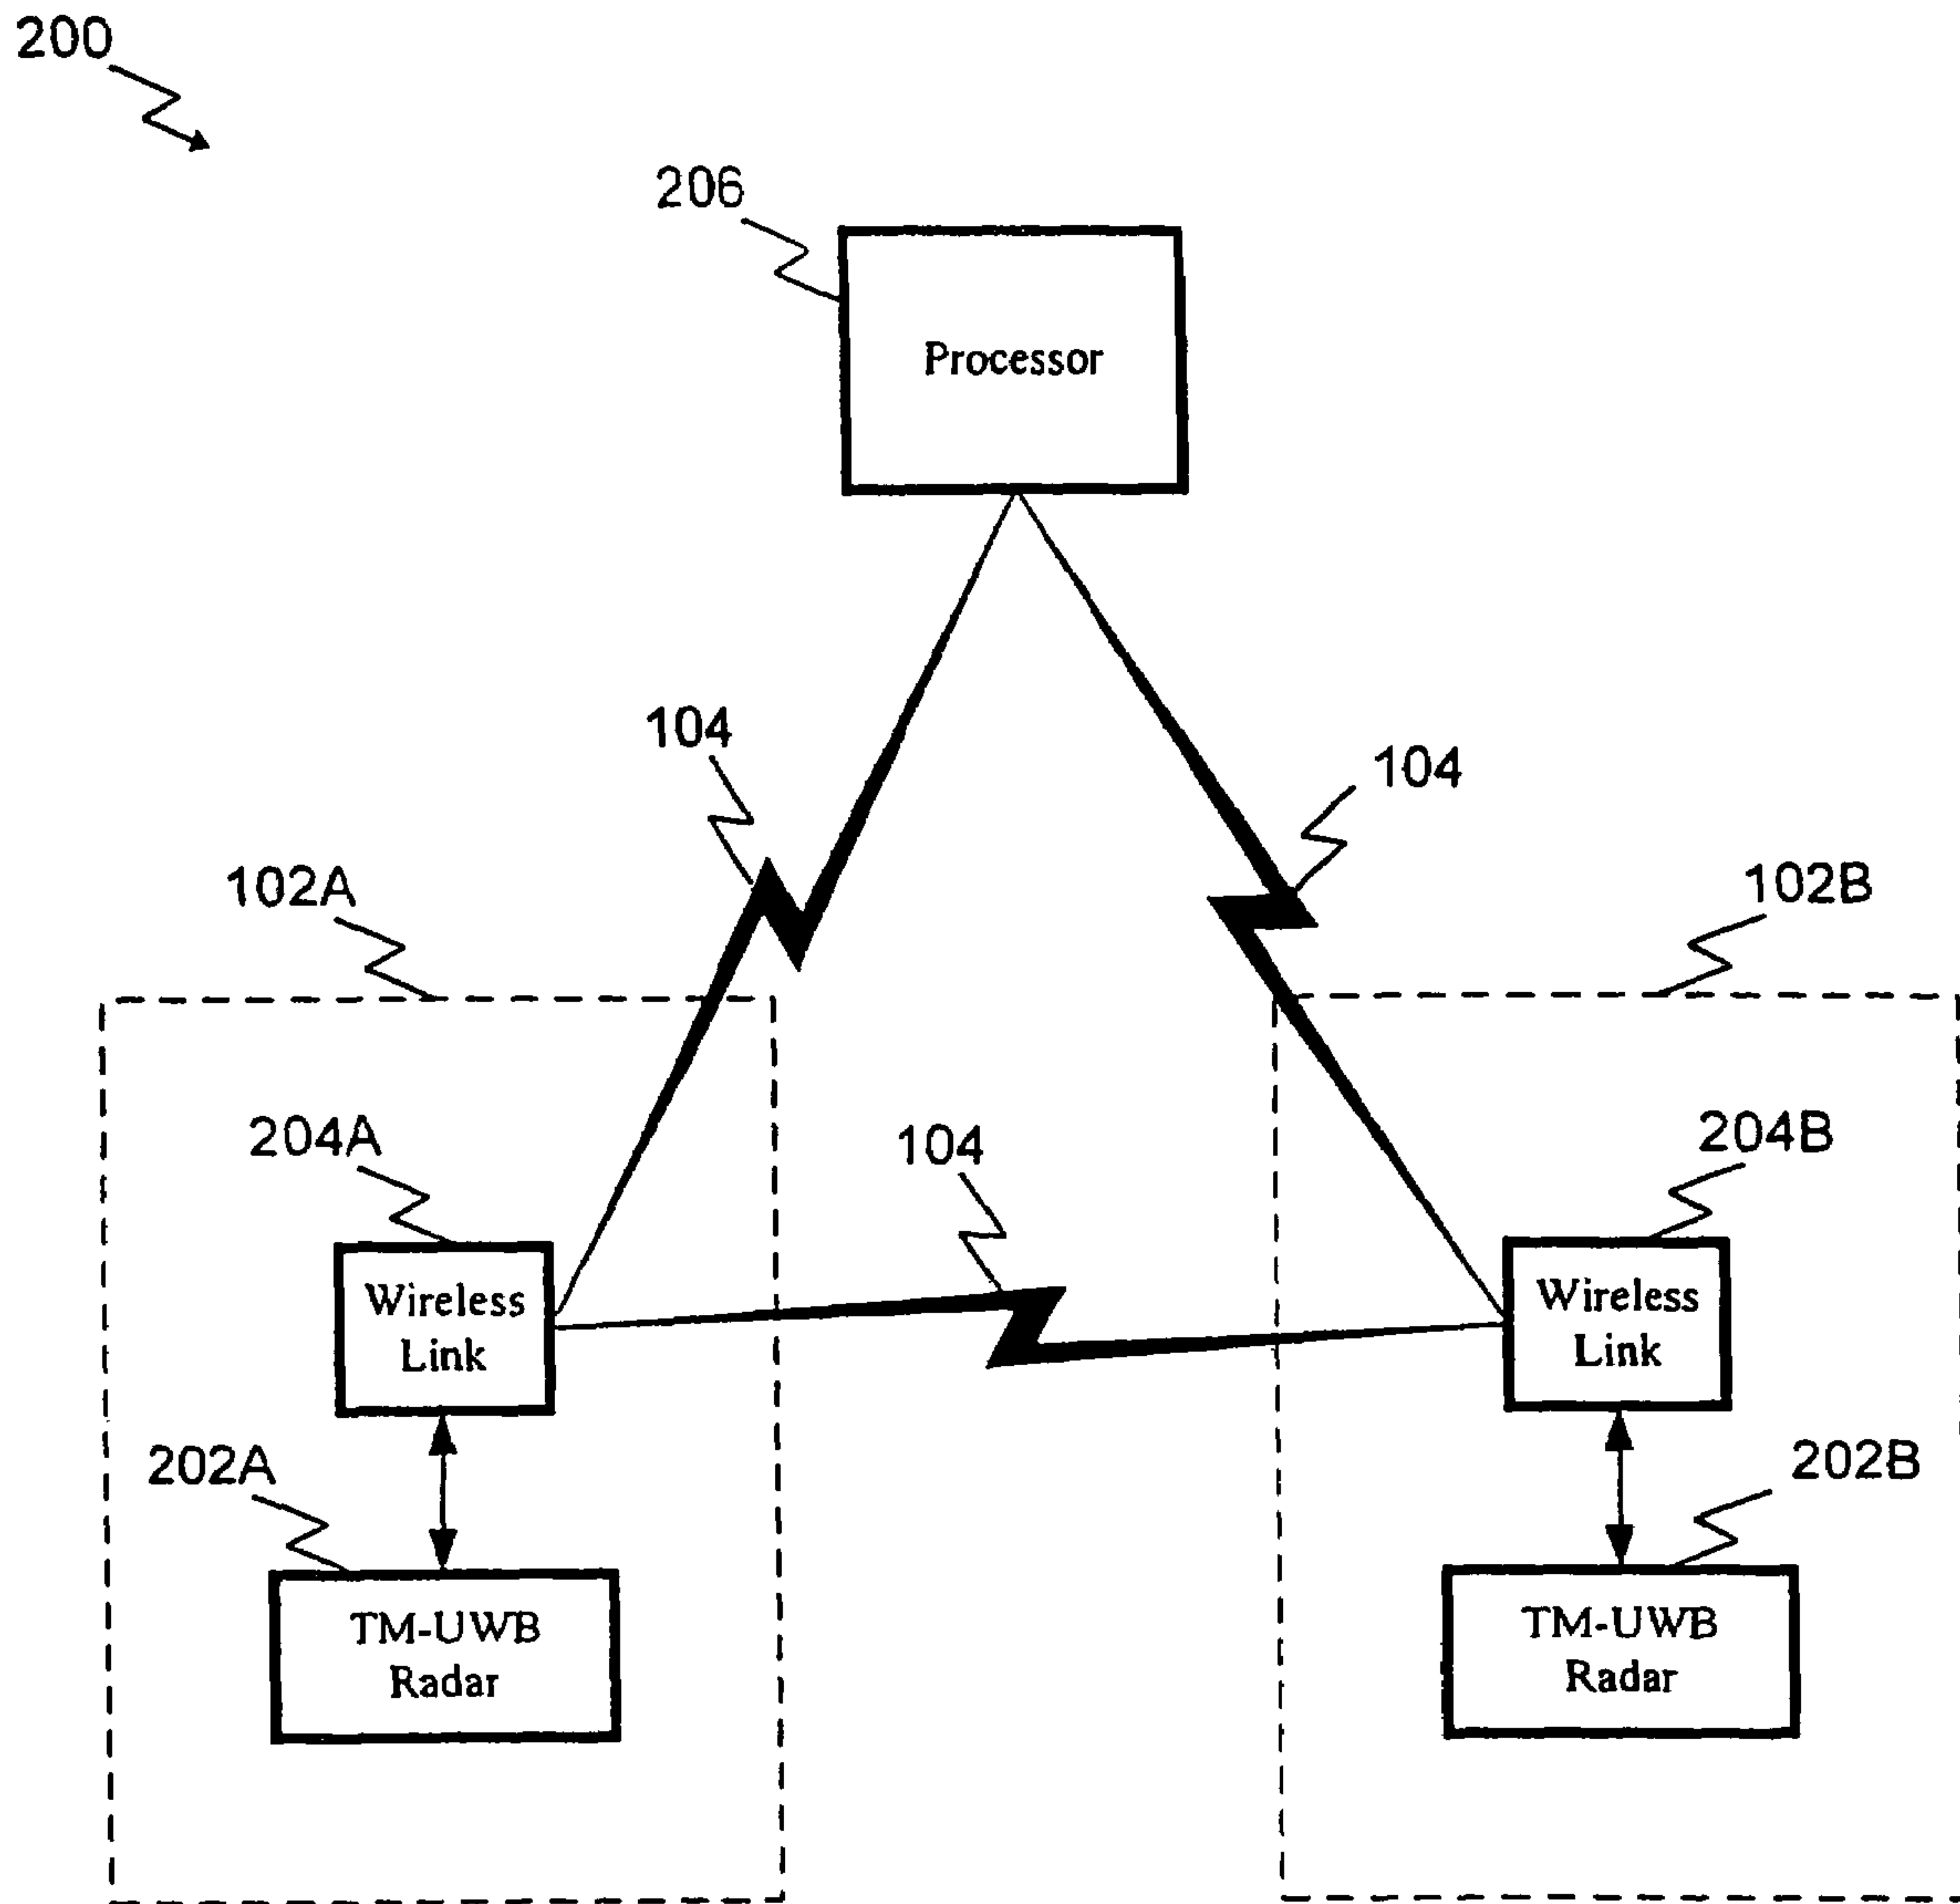 200
206
Processor
104
104
102A
102B
204A
104
204B
Wireless
Link
Wireless
Link
202A
202B
TM-UWB
Radar
TM-UWB
Radar